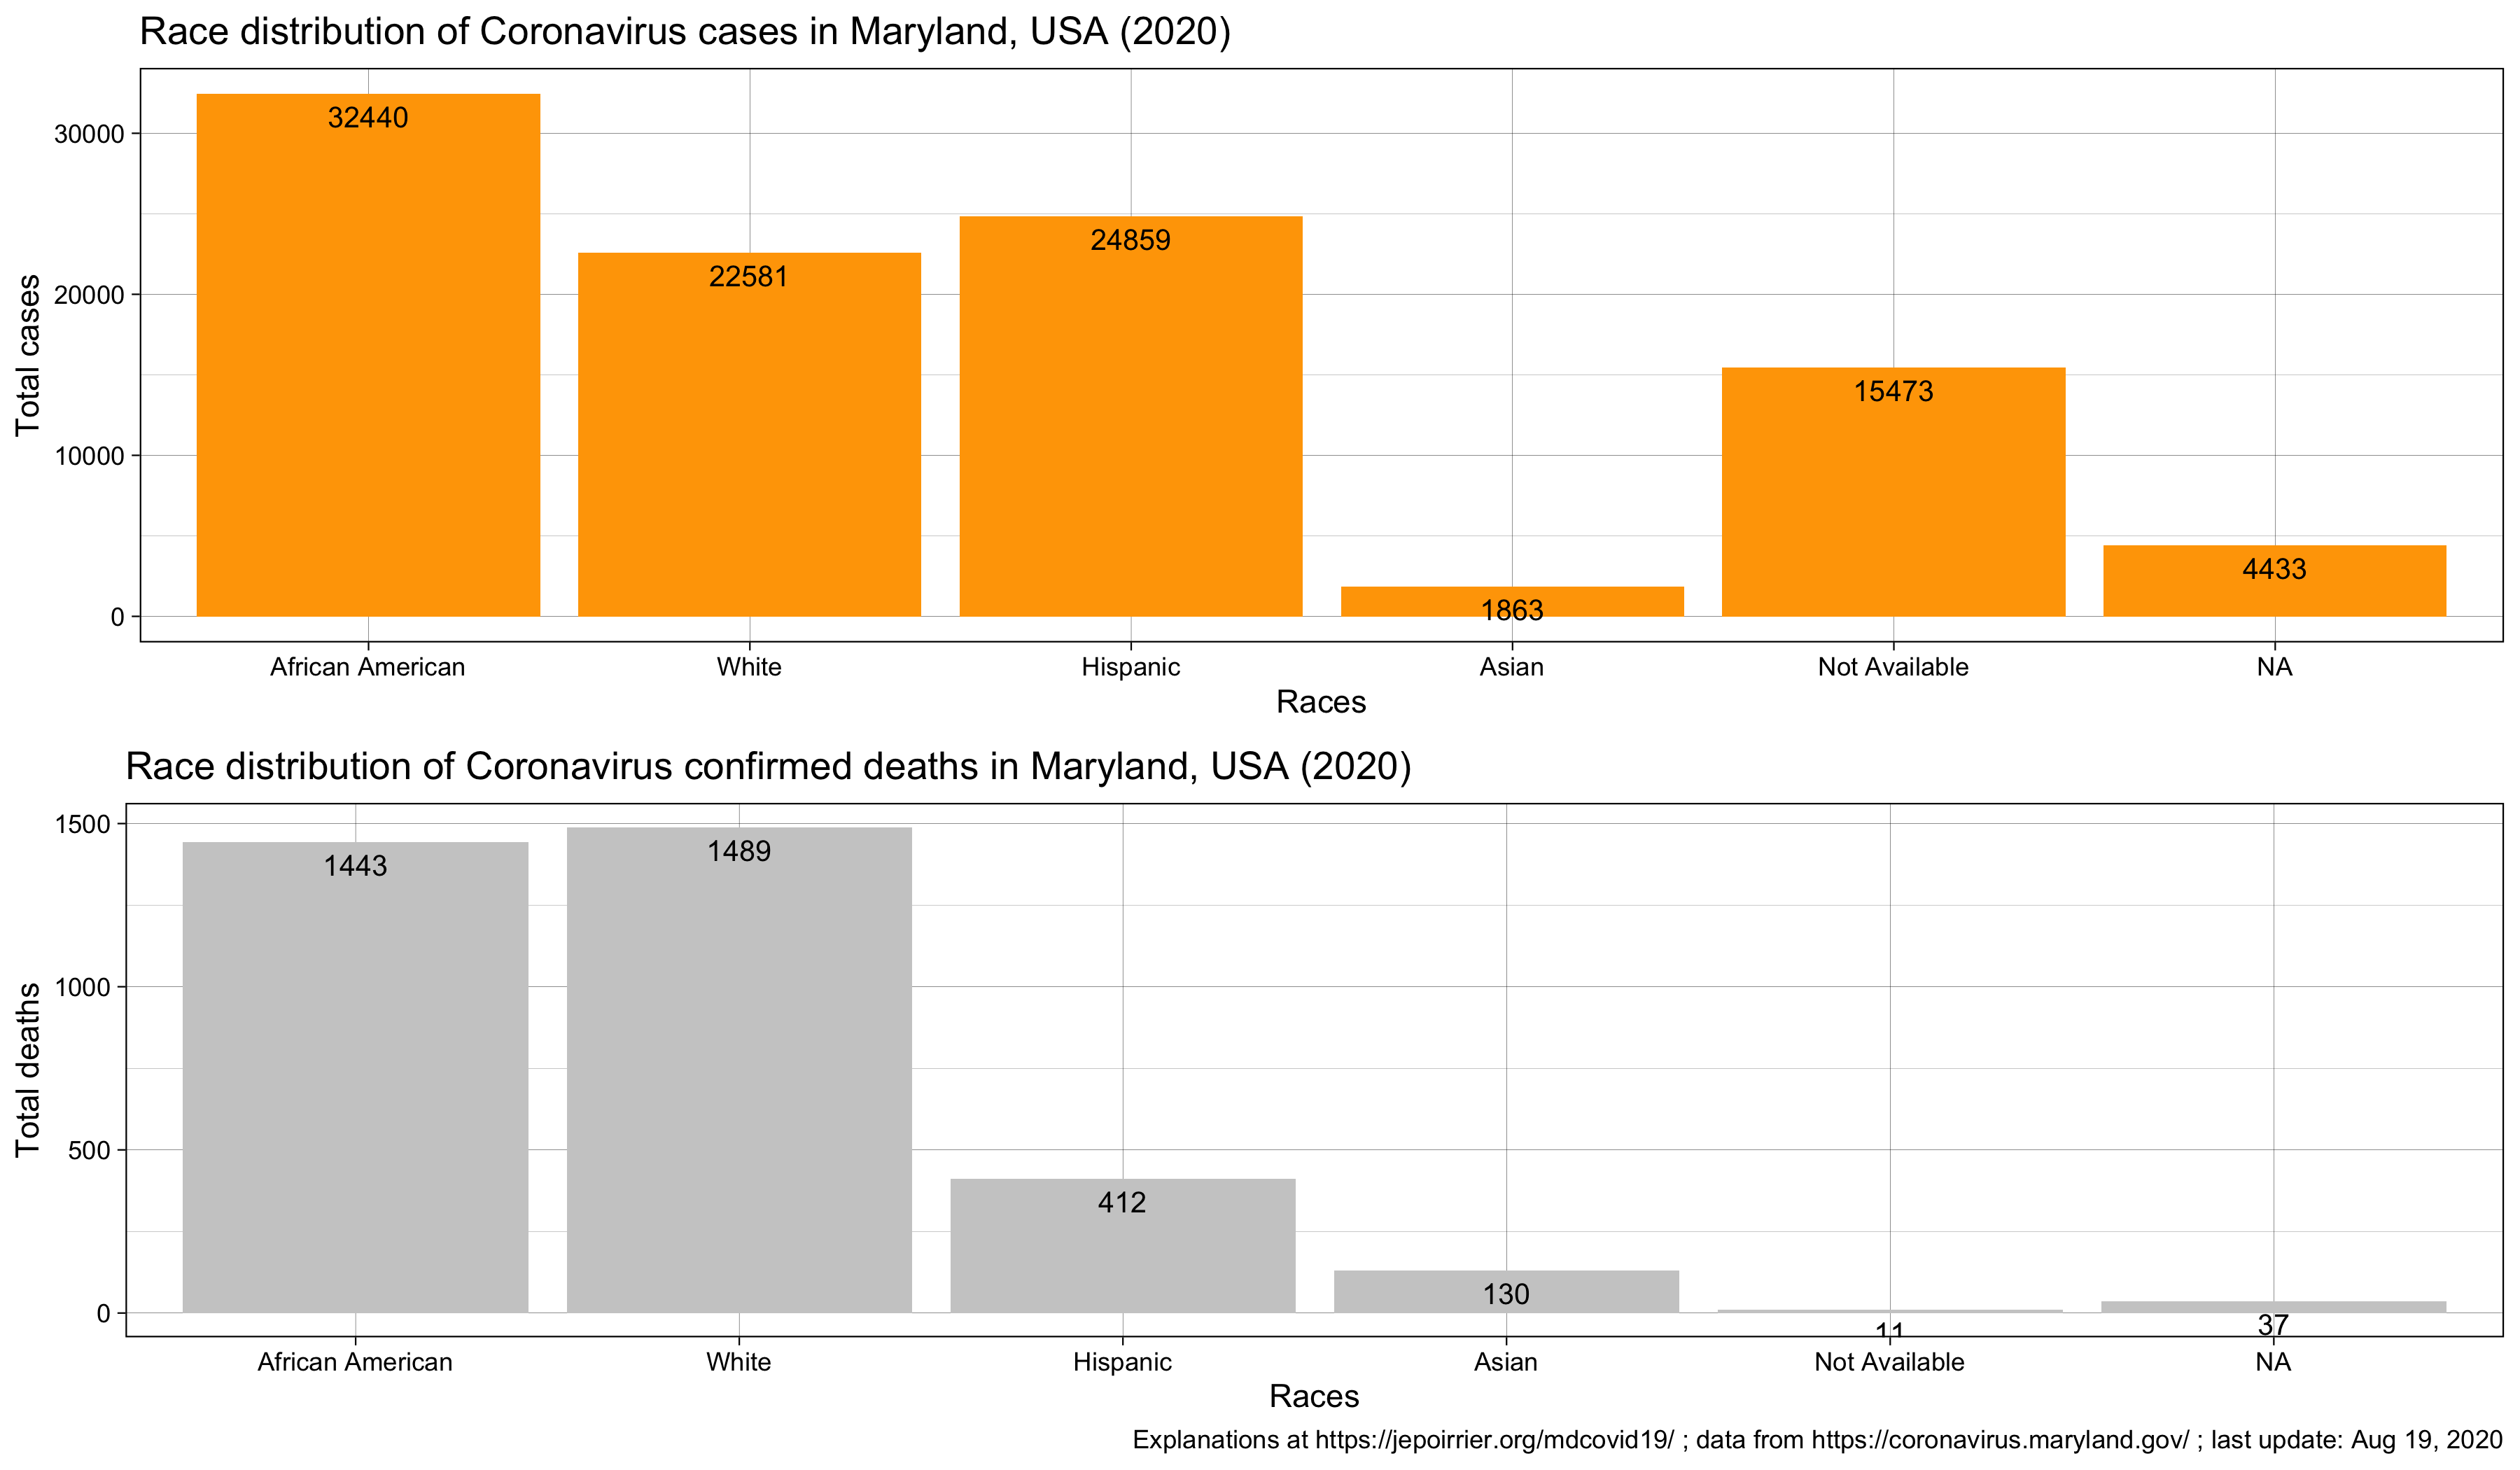 Race distribution of Coronavirus cases in Maryland, USA (2020)
Total cases
30000
20000
10000
0
32440
22581
24859
1863
15473
4433
African American
White
Hispanic
Asian
Not Available
NA
Races
Race distribution of Coronavirus confirmed deaths in Maryland, USA (2020)
Total deaths
1500
1000
500
0
1443
1489
412
130
11
37
African American
White
Hispanic
Asian
Not Available
NA
Races
Explanations at https://jepoirrier.org/mdcovid19/ ; data from https://coronavirus.maryland.gov/ ; last update: Aug 19, 2020